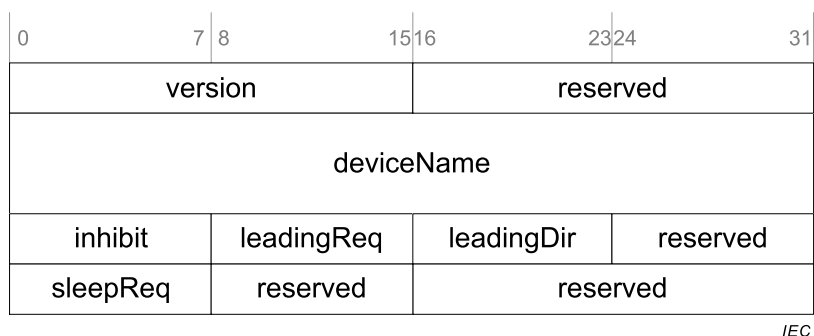 0 7 8 15 16 23 24 31
version reserved
deviceName
inhibit leadingReq leadingDir reserved
sleepReq reserved reserved
IEC